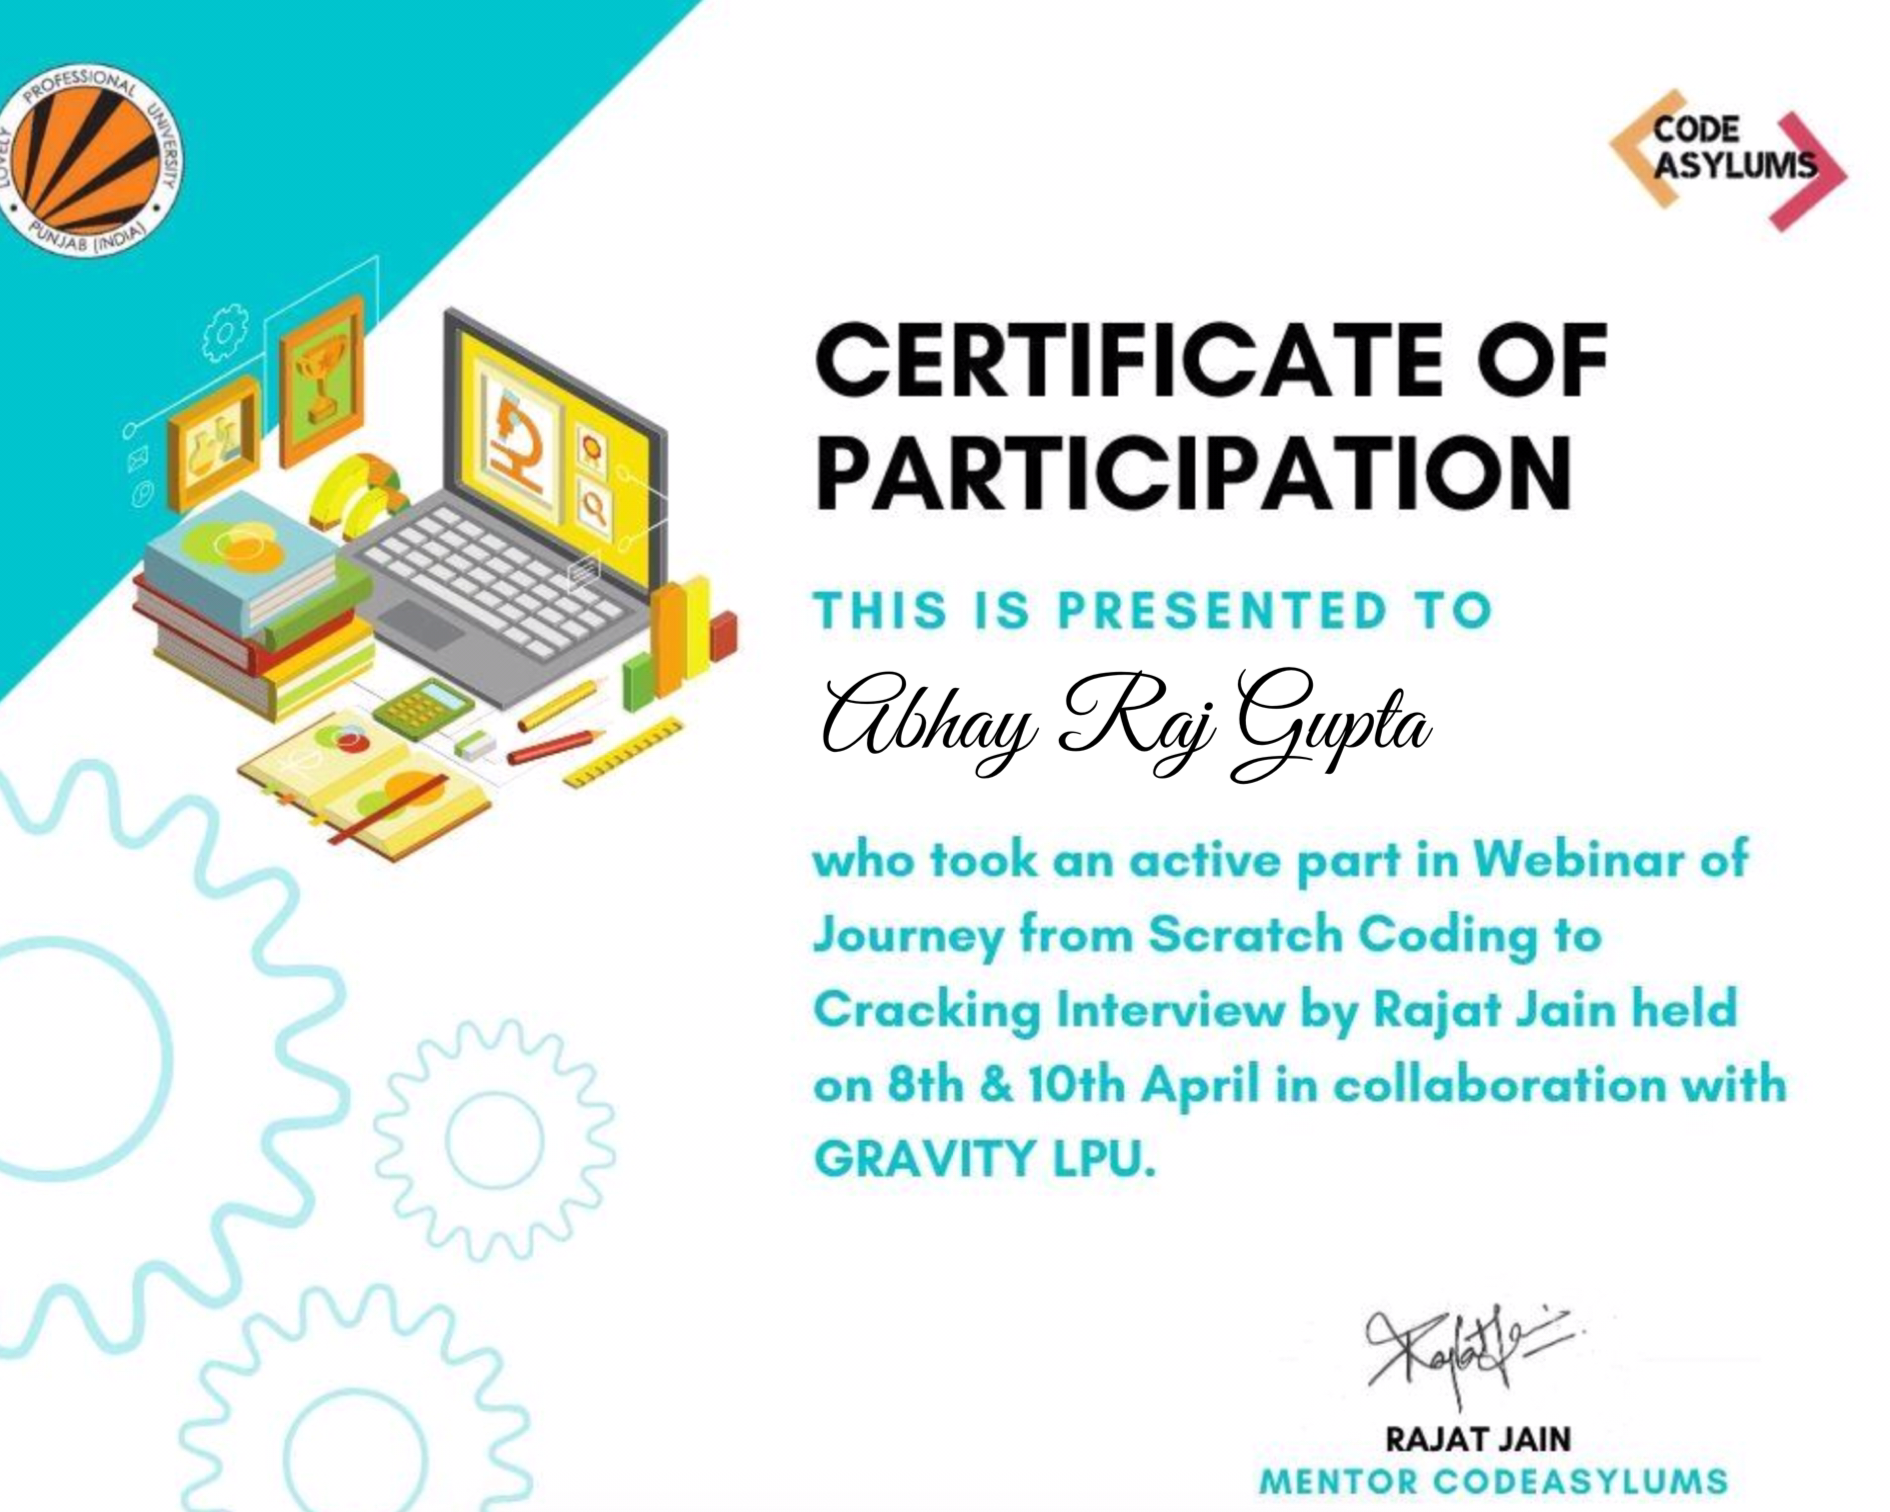 LOVELY PROFESSIONAL UNIVERSITY
PUNJAB (INDIA)
CODE
ASYLUMS
CERTIFICATE OF
PARTICIPATION
THIS IS PRESENTED TO
Abhay Raj Gupta
who took an active part in Webinar of
Journey from Scratch Coding to
Cracking Interview by Rajat Jain held
on 8th & 10th April in collaboration with
GRAVITY LPU.
RajatJain
RAJAT JAIN
MENTOR CODEASYLUMS